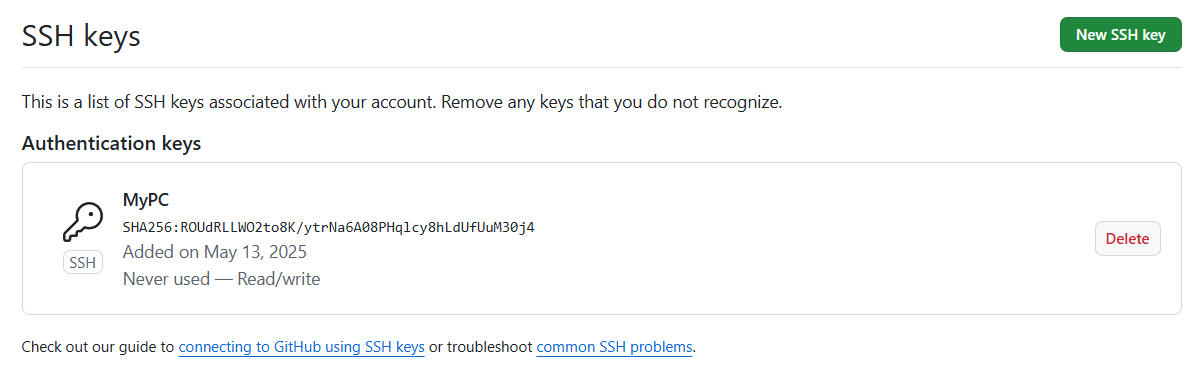 SSH keys
New SSH key
This is a list of SSH keys associated with your account. Remove any keys that you do not recognize.
Authentication keys
MyPC
SHA256:ROUdRLLWO2to8K/ytrNa6A08PHqlcy8hLdUfUuM30j4
Added on May 13, 2025
Never used — Read/write
SSH
Delete
Check out our guide to connecting to GitHub using SSH keys or troubleshoot common SSH problems.